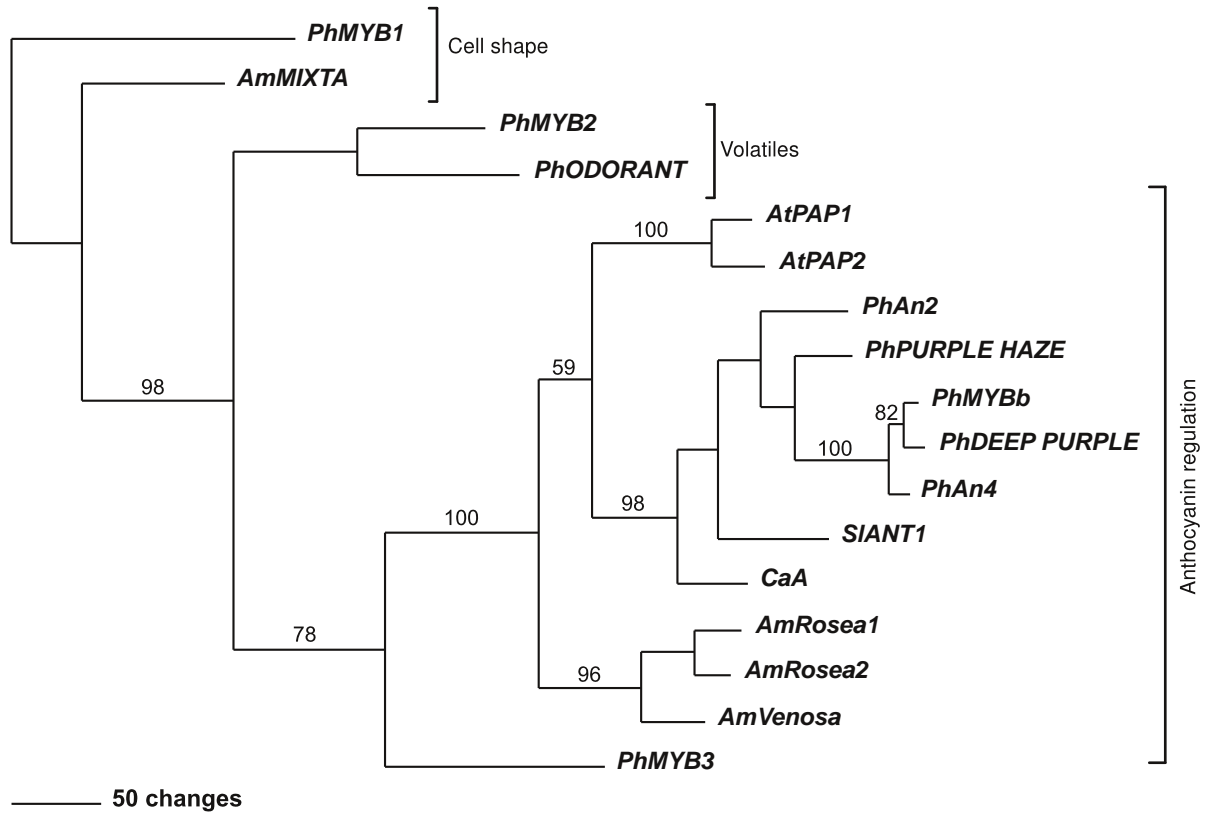 PhMYB1
Cell shape
AmMIXTA
PhMYB2
Volatiles
PhODORANT
AtPAP1
100
AtPAP2
PhAn2
PhPURPLE HAZE
59
98
PhMYBb
82
PhDEEP PURPLE
100
PhAn4
98
SlANT1
100
CaA
Anthocyanin regulation
AmRosea1
78
AmRosea2
96
AmVenosa
PhMYB3
50 changes